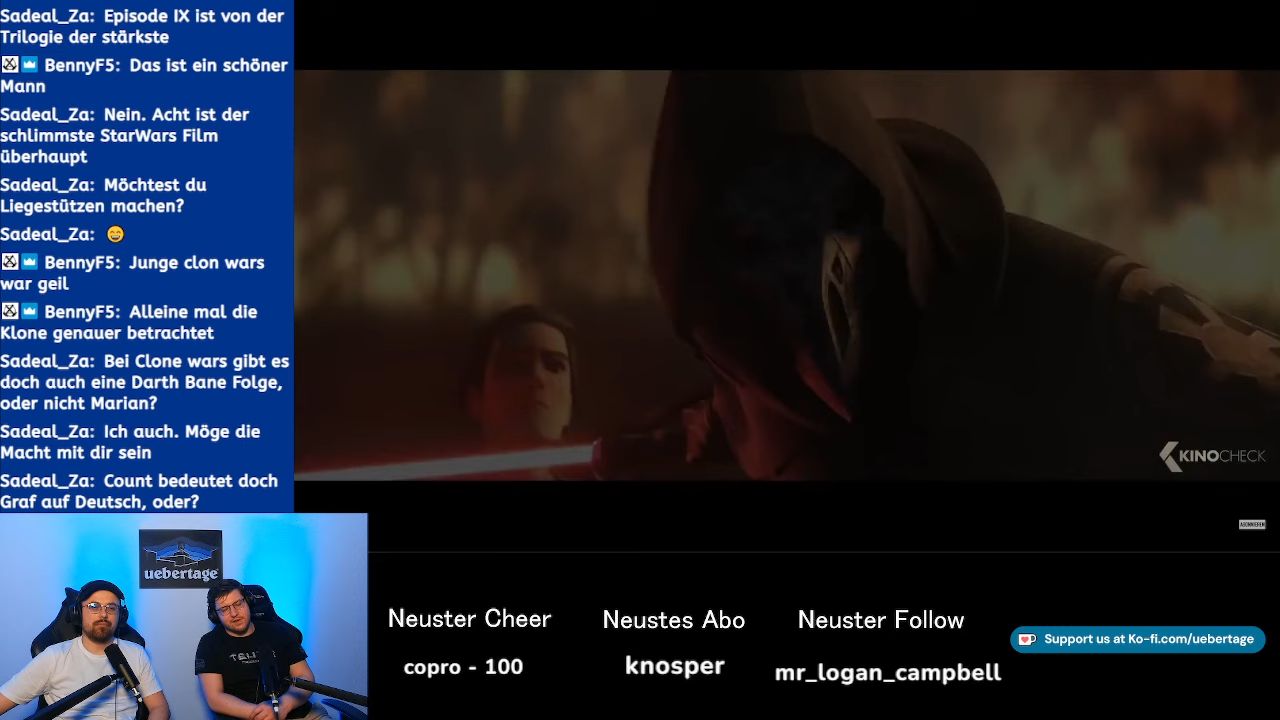 Sadeal_Za: Episode IX ist von der
Trilogie der stärkste
BennyF5: Das ist ein schöner
Mann
Sadeal_Za: Nein. Acht ist der
schlimmste StarWars Film
überhaupt
Sadeal_Za: Möchtest du
Liegestützen machen?
Sadeal_Za: 😄
BennyF5: Junge clon wars
war geil
BennyF5: Alleine mal die
Klone genauer betrachtet
Sadeal_Za: Bei Clone wars gibt es
doch auch eine Darth Bane Folge,
oder nicht Marian?
Sadeal_Za: Ich auch. Möge die
Macht mit dir sein
Sadeal_Za: Count bedeutet doch
Graf auf Deutsch, oder?
KINOCHECK
ABONNIEREN
uebertage
Neuster Cheer
Neustes Abo
Neuster Follow
copro - 100
knosper
mr_logan_campbell
Support us at Ko-fi.com/uebertage